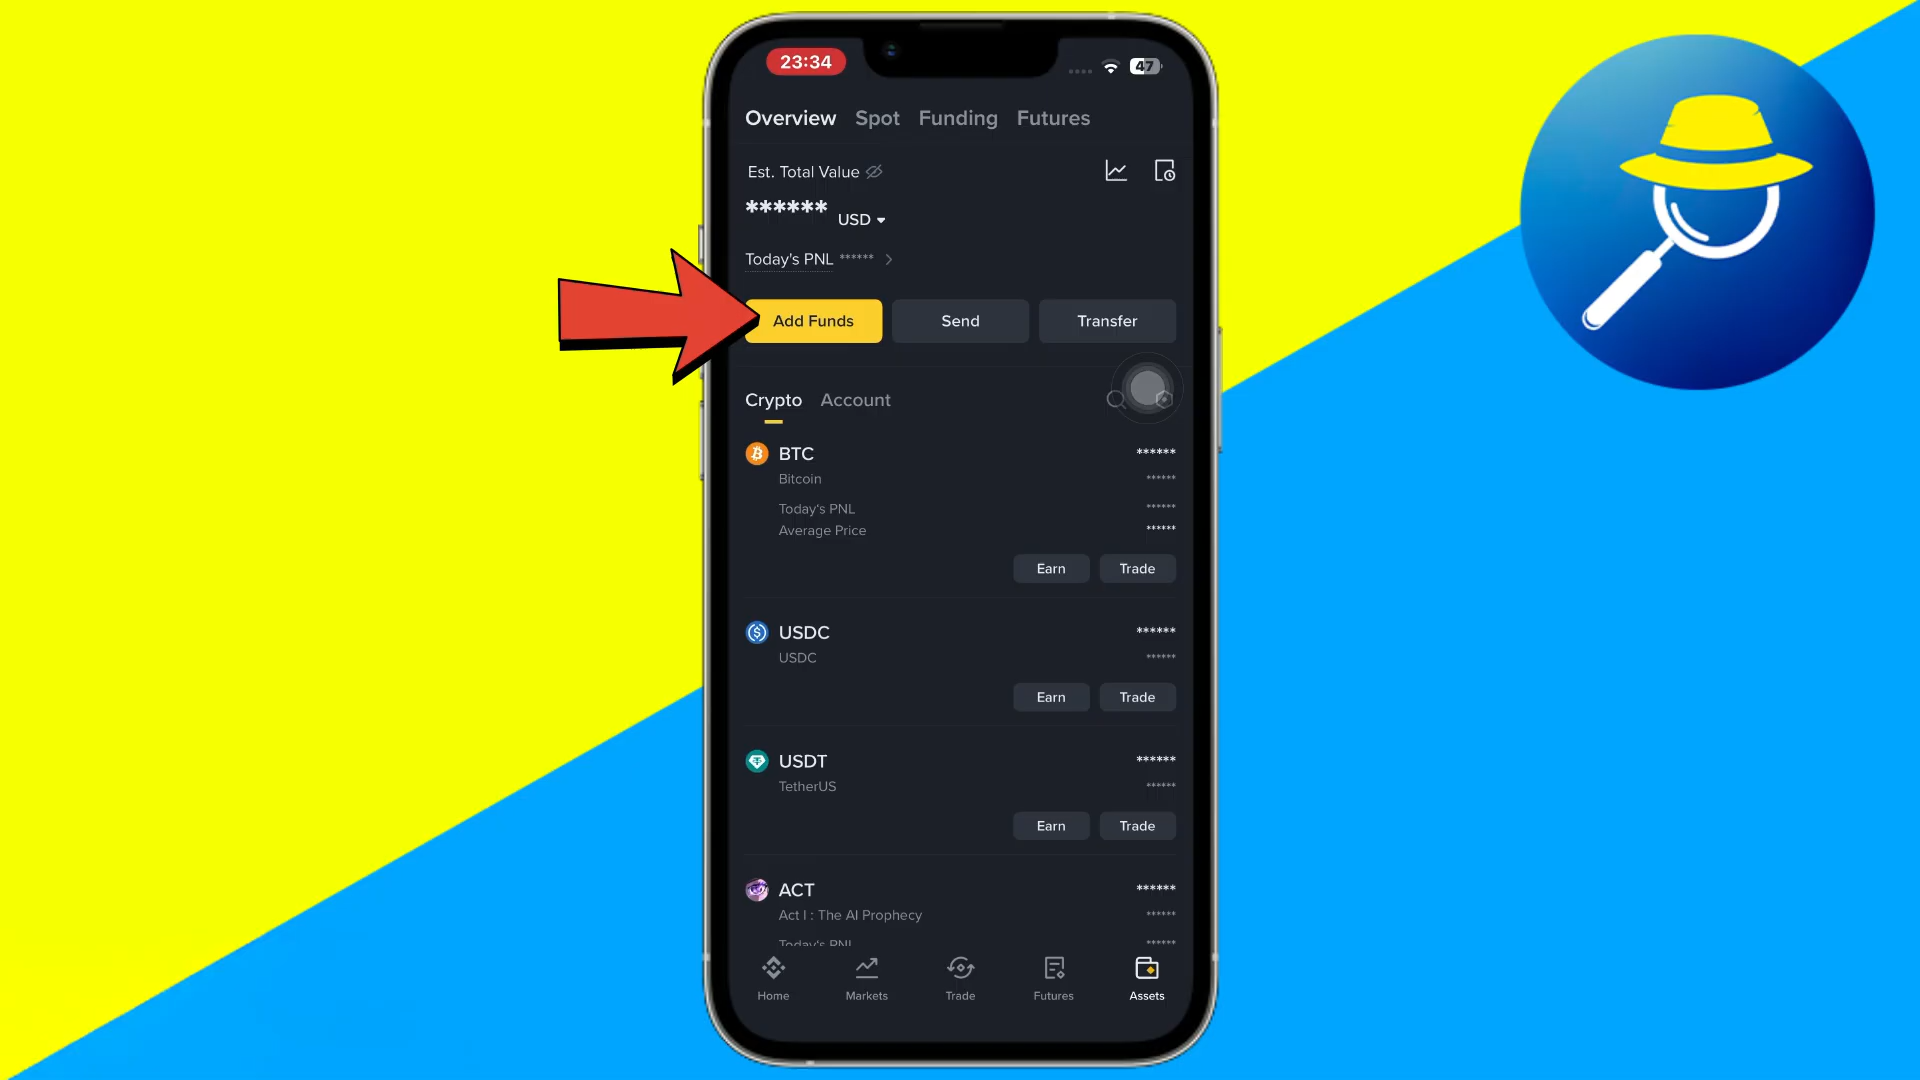 23:34
47
Overview Spot Funding Futures
Est. Total Value
****** USD
Today's PNL ******
Add Funds Send Transfer
Crypto Account
BTC ******
Bitcoin ******
Today's PNL ******
Average Price ******
Earn Trade
USDC ******
USDC ******
Earn Trade
USDT ******
TetherUS ******
Earn Trade
ACT ******
Act I : The AI Prophecy ******
Today's PNL ******
Home Markets Trade Futures Assets